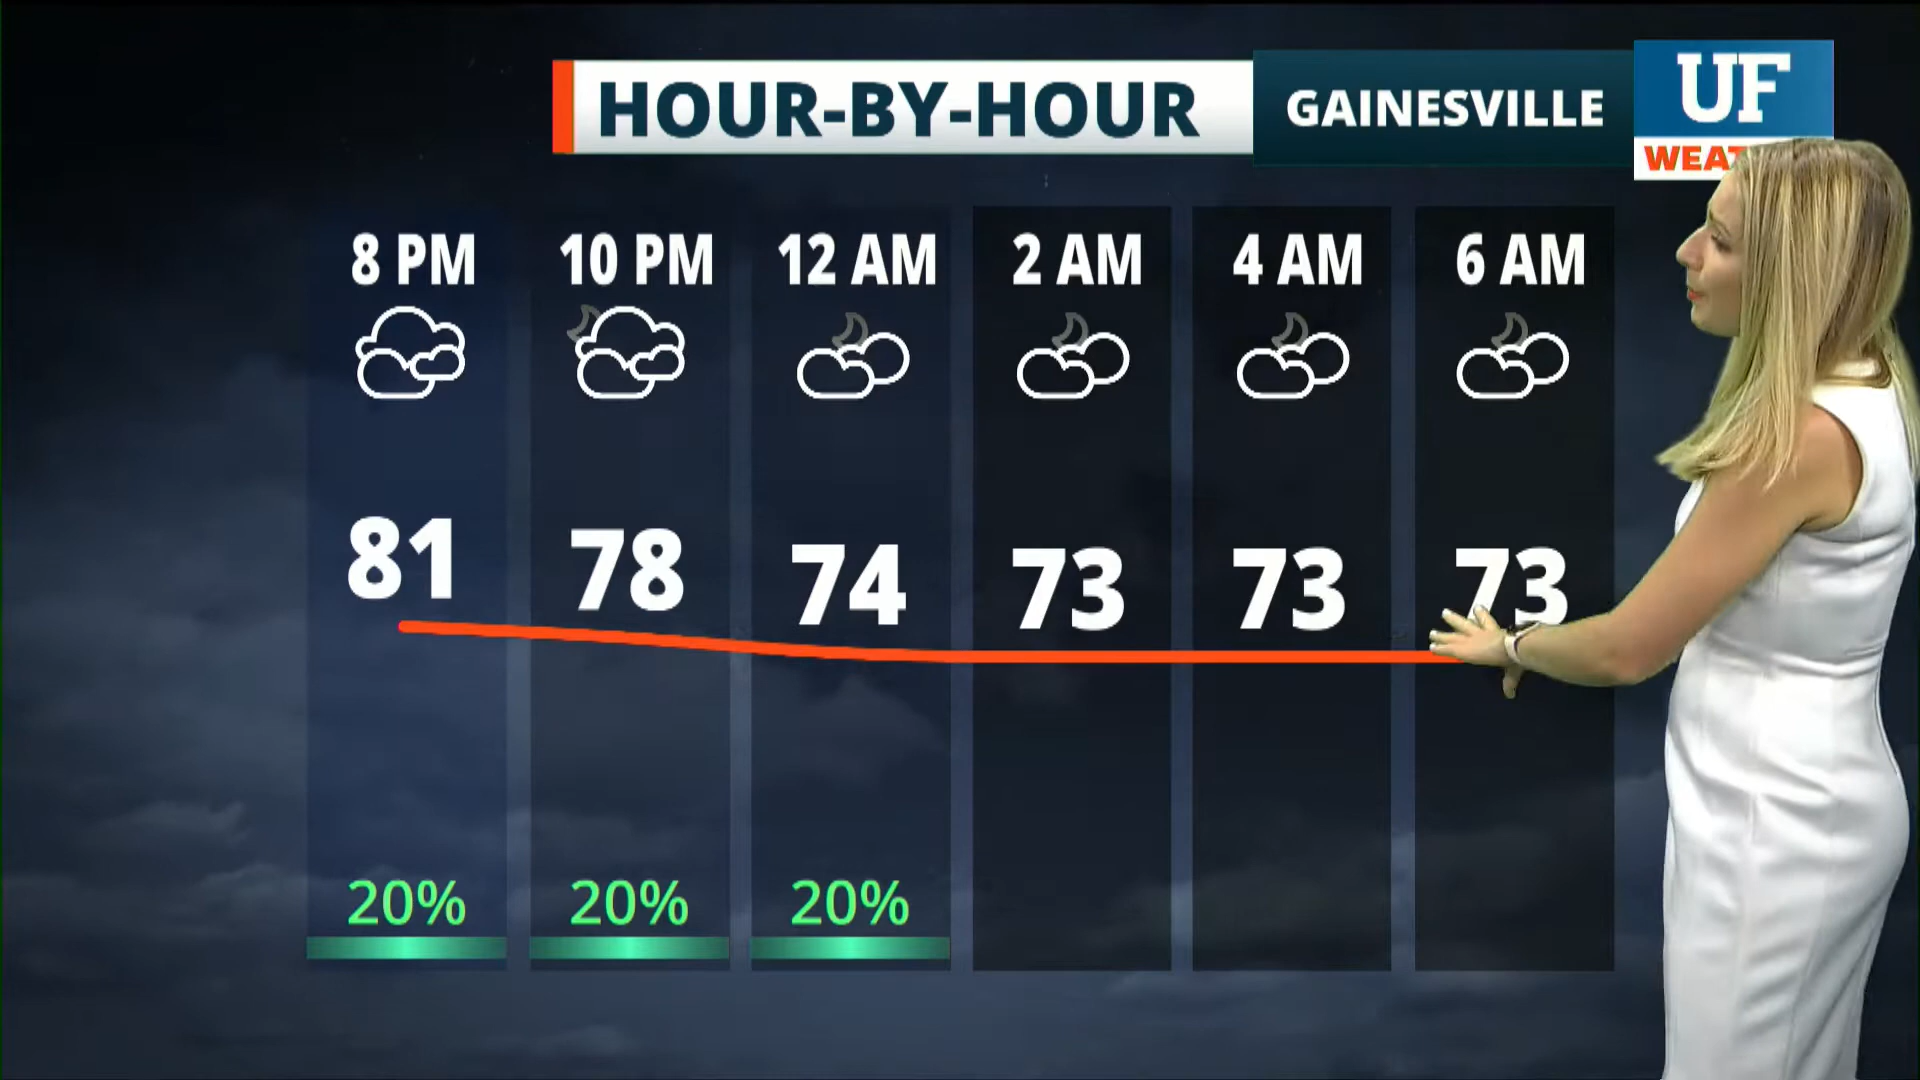 HOUR-BY-HOUR
GAINESVILLE
UF
8 PM
10 PM
12 AM
2 AM
4 AM
6 AM
81
78
74
73
73
73
20%
20%
20%